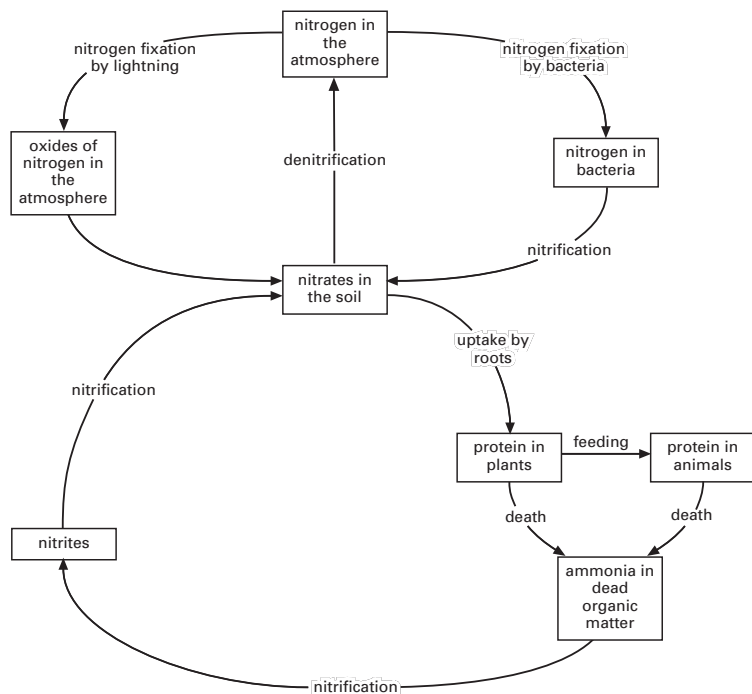 nitrogen in
the
atmosphere
nitrogen fixation
by lightning
nitrogen fixation
by bacteria
oxides of
nitrogen in
the
atmosphere
denitrification
nitrogen in
bacteria
nitrification
nitrates in
the soil
uptake by
roots
nitrification
protein in
plants
feeding
protein in
animals
death
death
nitrites
ammonia in
dead
organic
matter
nitrification